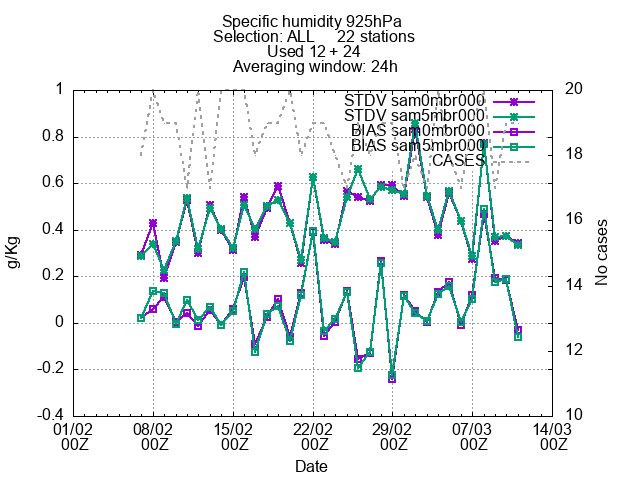 Specific humidity 925hPa
Selection: ALL 22 stations
Used 12 + 24
Averaging window: 24h
1
0.8
0.6
0.4
0.2
0
-0.2
-0.4
20
18
16
14
12
10
STDV sam0mbr000
STDV sam5mbr000
BIAS sam0mbr000
BIAS sam5mbr000
CASES
g/Kg
No cases
01/02 08/02 15/02 22/02 29/02 07/03 14/03
00Z 00Z 00Z 00Z 00Z 00Z 00Z
Date